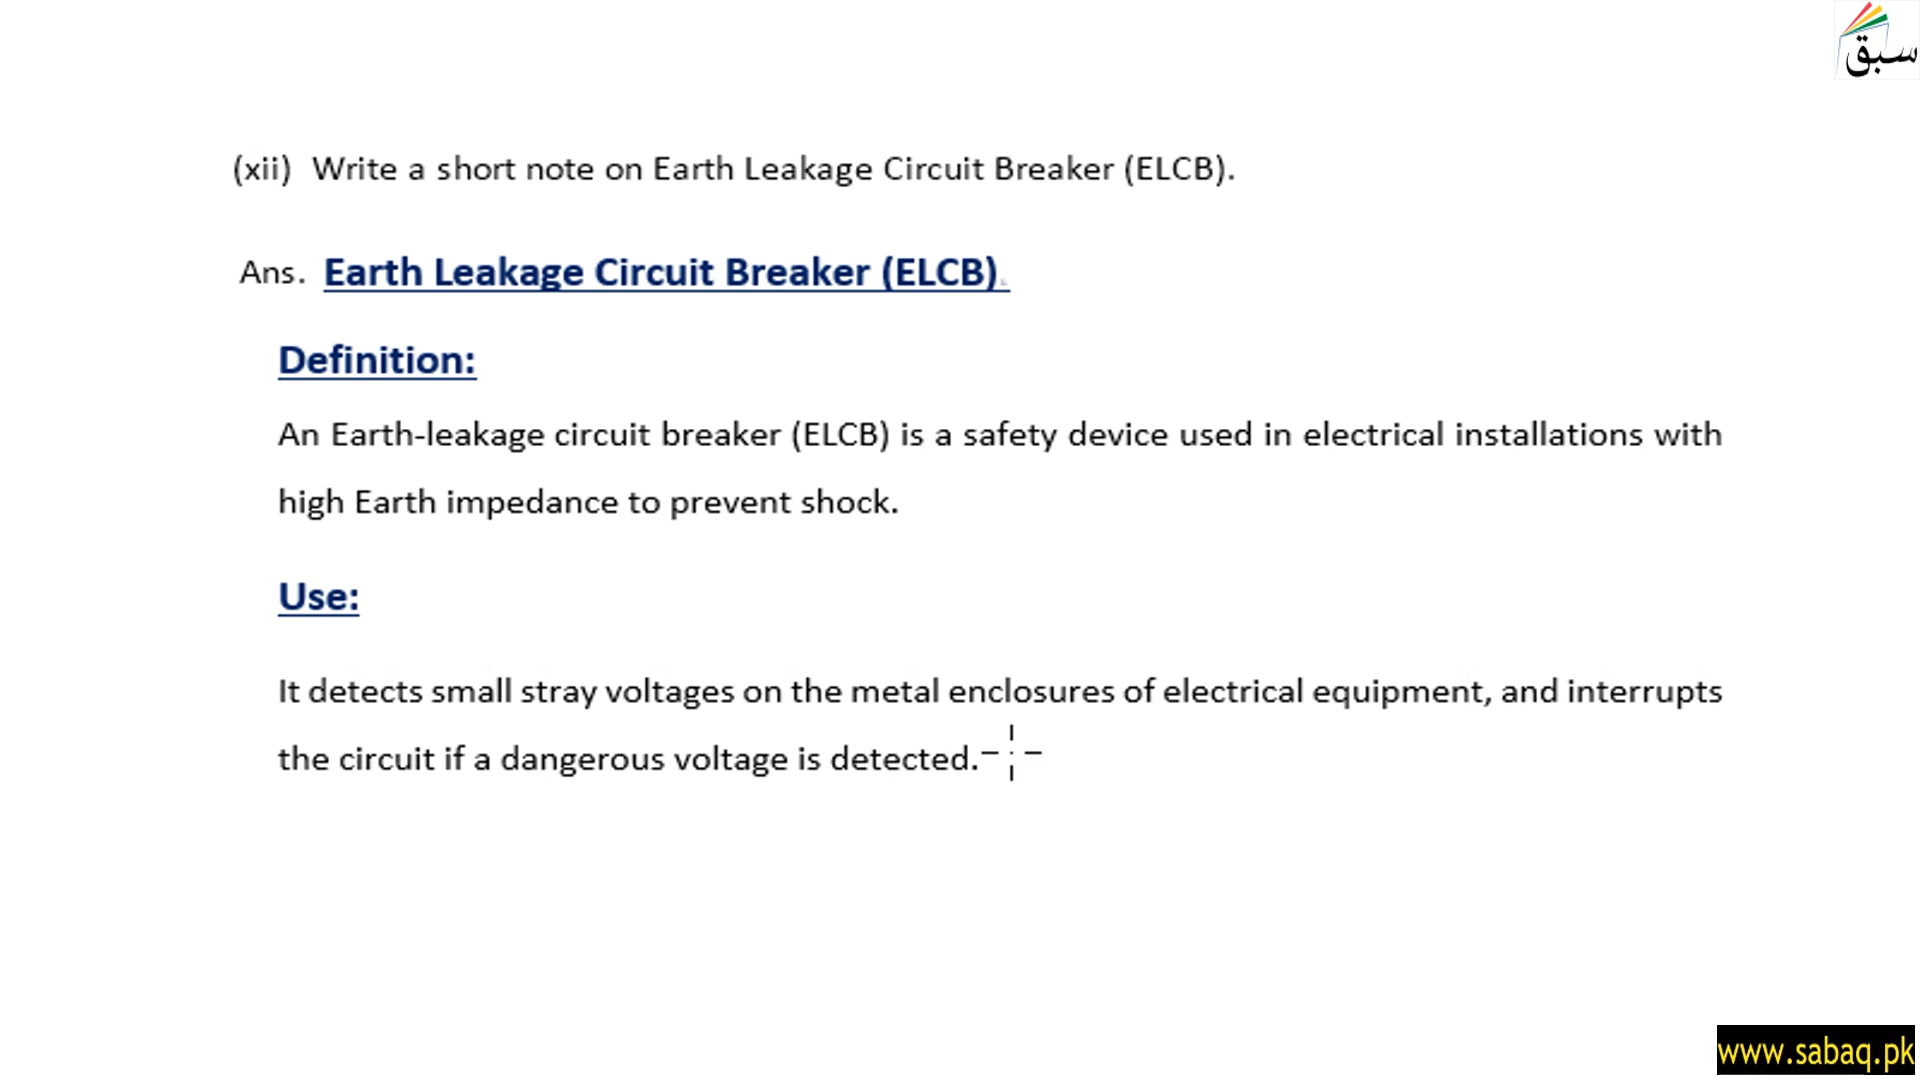 سبق
(xii) Write a short note on Earth Leakage Circuit Breaker (ELCB).
Ans. Earth Leakage Circuit Breaker (ELCB).
Definition:
An Earth-leakage circuit breaker (ELCB) is a safety device used in electrical installations with
high Earth impedance to prevent shock.
Use:
It detects small stray voltages on the metal enclosures of electrical equipment, and interrupts
the circuit if a dangerous voltage is detected.
www.sabaq.pk